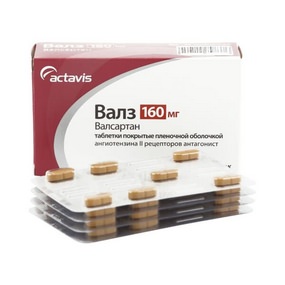 actavis
Валз 160 мг
Валсартан
таблетки покрытые пленочной оболочкой
ангиотензина II рецепторов антагонист